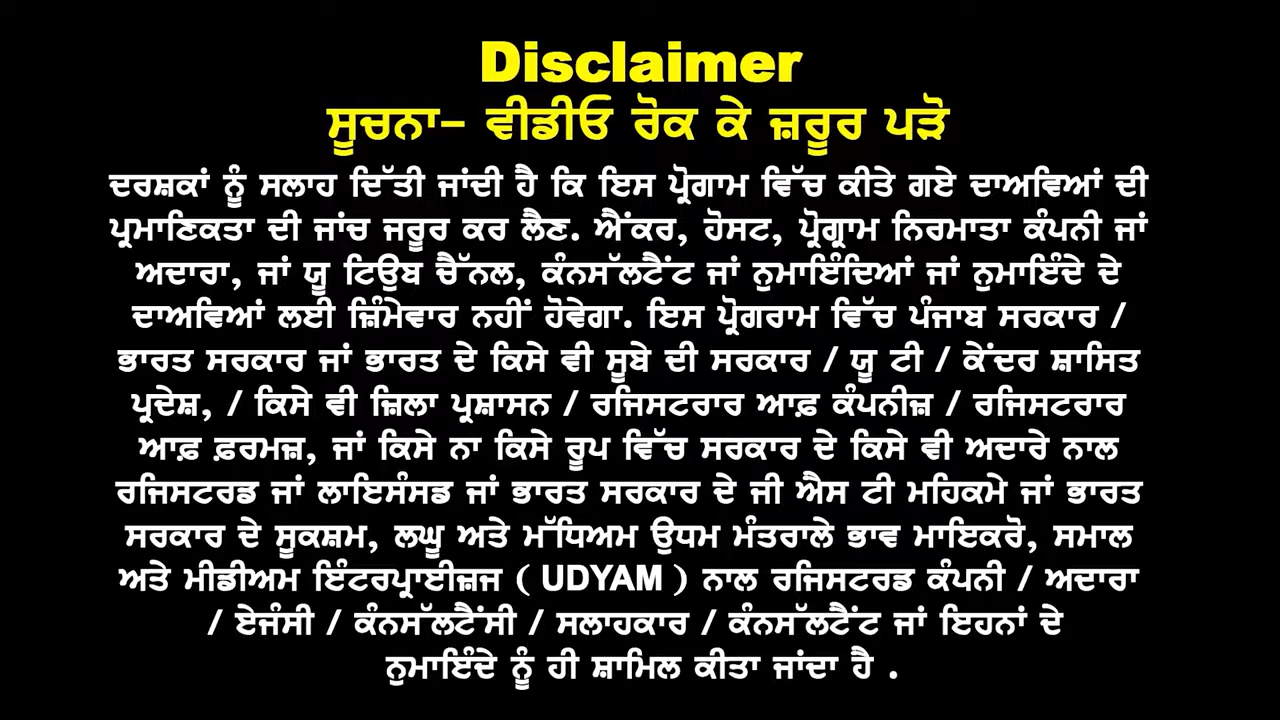 Disclaimer
ਸੂਚਨਾ- ਵੀਡੀਓ ਰੋਕ ਕੇ ਜ਼ਰੂਰ ਪੜੋ
ਦਰਸ਼ਕਾਂ ਨੂੰ ਸਲਾਹ ਦਿੱਤੀ ਜਾਂਦੀ ਹੈ ਕਿ ਇਸ ਪ੍ਰੋਗਾਮ ਵਿੱਚ ਕੀਤੇ ਗਏ ਦਾਅਵਿਆਂ ਦੀ
ਪ੍ਰਮਾਣਿਕਤਾ ਦੀ ਜਾਂਚ ਜਰੂਰ ਕਰ ਲੈਣ. ਐਂਕਰ, ਹੋਸਟ, ਪ੍ਰੋਗ੍ਰਾਮ ਨਿਰਮਾਤਾ ਕੰਪਨੀ ਜਾਂ
ਅਦਾਰਾ, ਜਾਂ ਯੂ ਟਿਊਬ ਚੈੱਨਲ, ਕੰਨਸੱਲਟੈਂਟ ਜਾਂ ਨੁਮਾਇੰਦਿਆਂ ਜਾਂ ਨੁਮਾਇੰਦੇ ਦੇ
ਦਾਅਵਿਆਂ ਲਈ ਜ਼ਿੰਮੇਵਾਰ ਨਹੀਂ ਹੋਵੇਗਾ. ਇਸ ਪ੍ਰੋਗਰਾਮ ਵਿੱਚ ਪੰਜਾਬ ਸਰਕਾਰ /
ਭਾਰਤ ਸਰਕਾਰ ਜਾਂ ਭਾਰਤ ਦੇ ਕਿਸੇ ਵੀ ਸੂਬੇ ਦੀ ਸਰਕਾਰ / ਯੂ ਟੀ / ਕੇਂਦਰ ਸ਼ਾਸਿਤ
ਪ੍ਰਦੇਸ਼, / ਕਿਸੇ ਵੀ ਜ਼ਿਲਾ ਪ੍ਰਸ਼ਾਸਨ / ਰਜਿਸਟਰਾਰ ਆਫ਼ ਕੰਪਨੀਜ਼ / ਰਜਿਸਟਰਾਰ
ਆਫ਼ ਫ਼ਰਮਜ਼, ਜਾਂ ਕਿਸੇ ਨਾ ਕਿਸੇ ਰੂਪ ਵਿੱਚ ਸਰਕਾਰ ਦੇ ਕਿਸੇ ਵੀ ਅਦਾਰੇ ਨਾਲ
ਰਜਿਸਟਰਡ ਜਾਂ ਲਾਇਸੰਸਡ ਜਾਂ ਭਾਰਤ ਸਰਕਾਰ ਦੇ ਜੀ ਐਸ ਟੀ ਮਹਿਕਮੇ ਜਾਂ ਭਾਰਤ
ਸਰਕਾਰ ਦੇ ਸੂਕਸ਼ਮ, ਲਘੂ ਅਤੇ ਮੱਧਿਅਮ ਉਧਮ ਮੰਤਰਾਲੇ ਭਾਵ ਮਾਇਕਰੋ, ਸਮਾਲ
ਅਤੇ ਮੀਡੀਅਮ ਇੰਟਰਪ੍ਰਾਈਜ਼ਜ ( UDYAM ) ਨਾਲ ਰਜਿਸਟਰਡ ਕੰਪਨੀ / ਅਦਾਰਾ
/ ਏਜੰਸੀ / ਕੰਨਸੱਲਟੈਂਸੀ / ਸਲਾਹਕਾਰ / ਕੰਨਸੱਲਟੈਂਟ ਜਾਂ ਇਹਨਾਂ ਦੇ
ਨੁਮਾਇੰਦੇ ਨੂੰ ਹੀ ਸ਼ਾਮਿਲ ਕੀਤਾ ਜਾਂਦਾ ਹੈ .